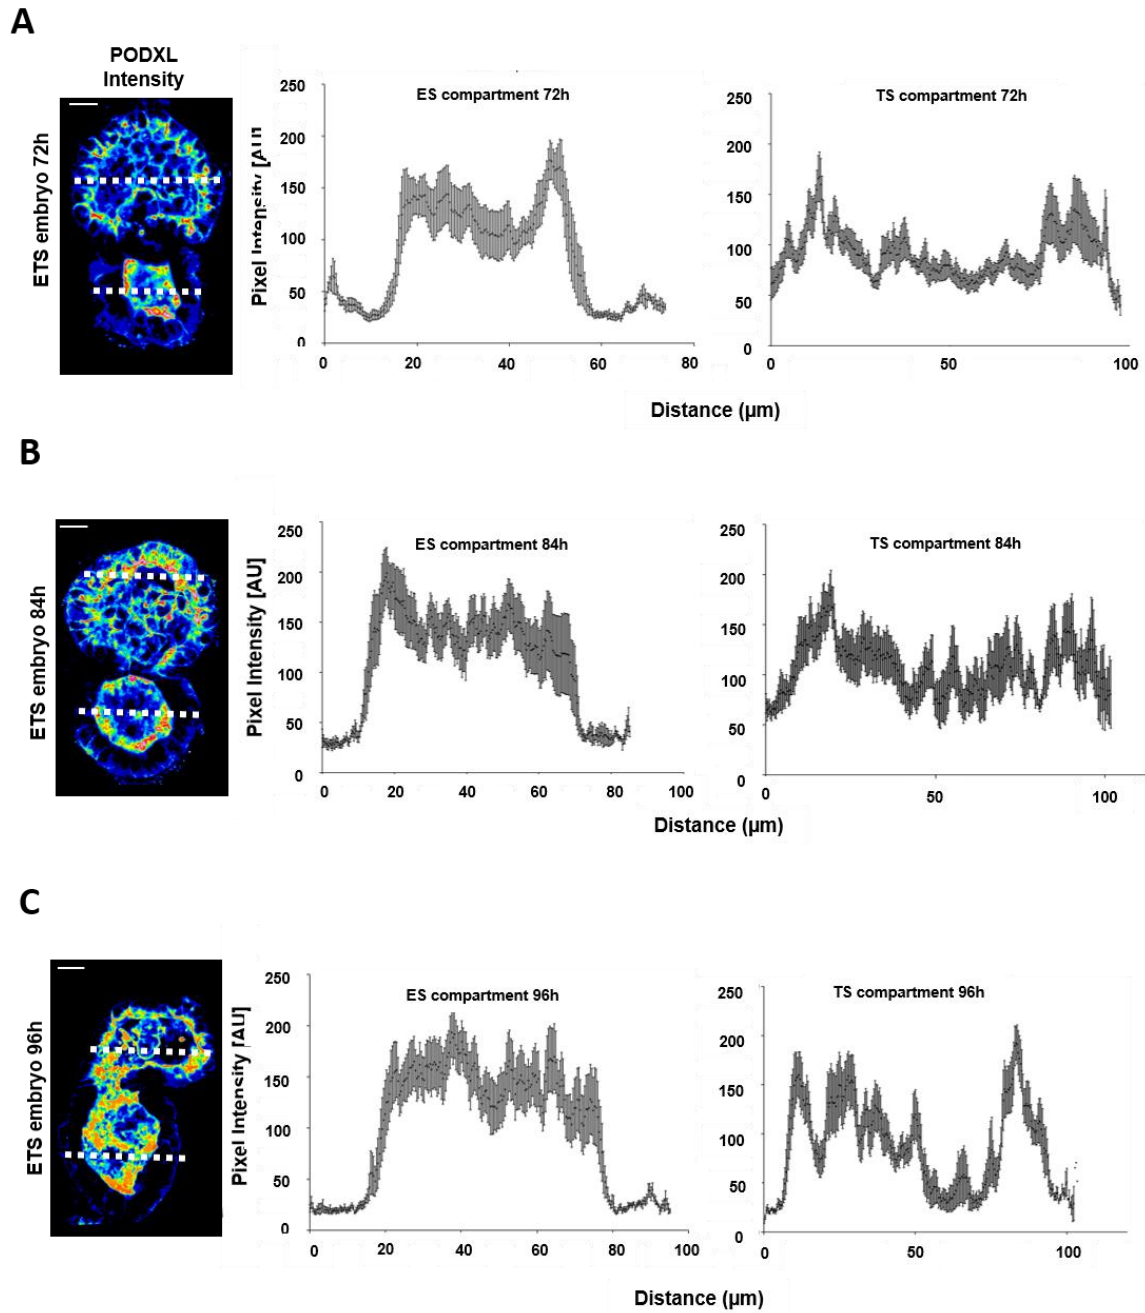 A
PODXL
Intensity
ETS embryo 72h
ES compartment 72h
Pixel Intensity [AU]
250
200
150
100
50
0
0 20 40 60 80
TS compartment 72h
250
200
150
100
50
0
0 50 100
Distance (µm)
B
ETS embryo 84h
ES compartment 84h
Pixel Intensity [AU]
250
200
150
100
50
0
0 20 40 60 80 100
TS compartment 84h
250
200
150
100
50
0
0 50 100
Distance (µm)
C
ETS embryo 96h
ES compartment 96h
Pixel Intensity [AU]
250
200
150
100
50
0
0 20 40 60 80 100
TS compartment 96h
250
200
150
100
50
0
0 50 100
Distance (µm)